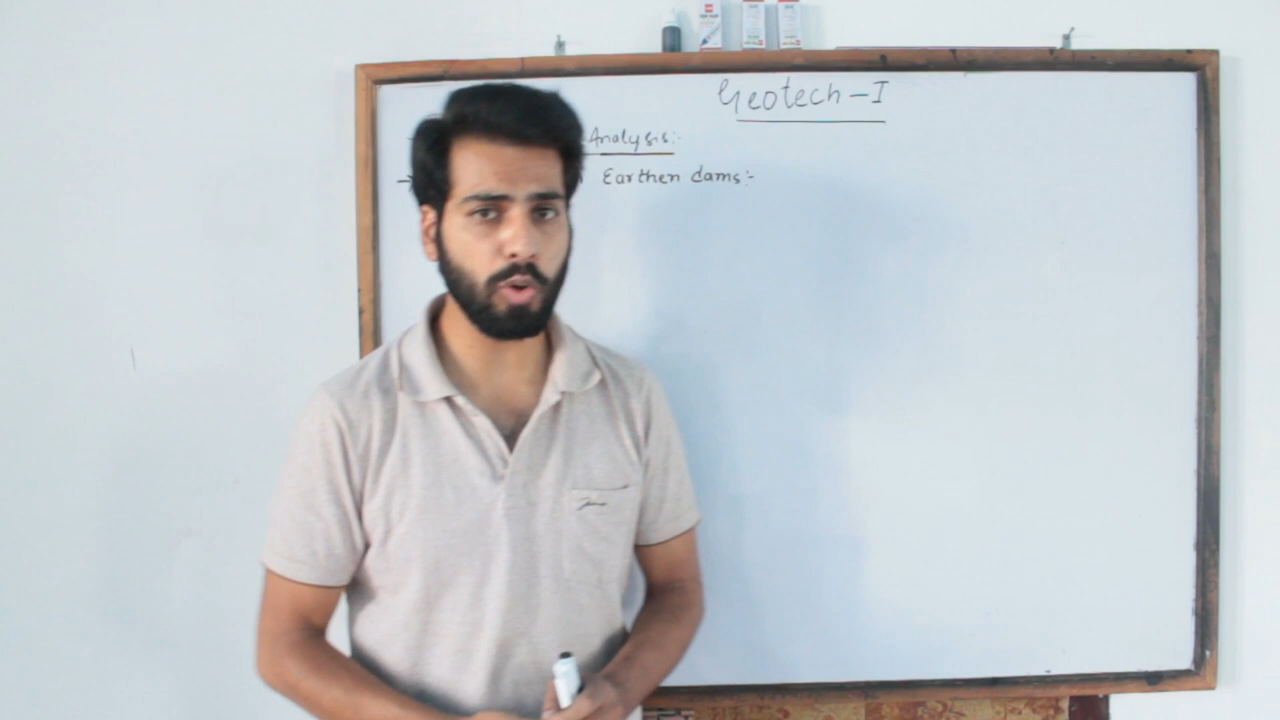 Geotech - I
Analysis:-
→ Earthen dams:-